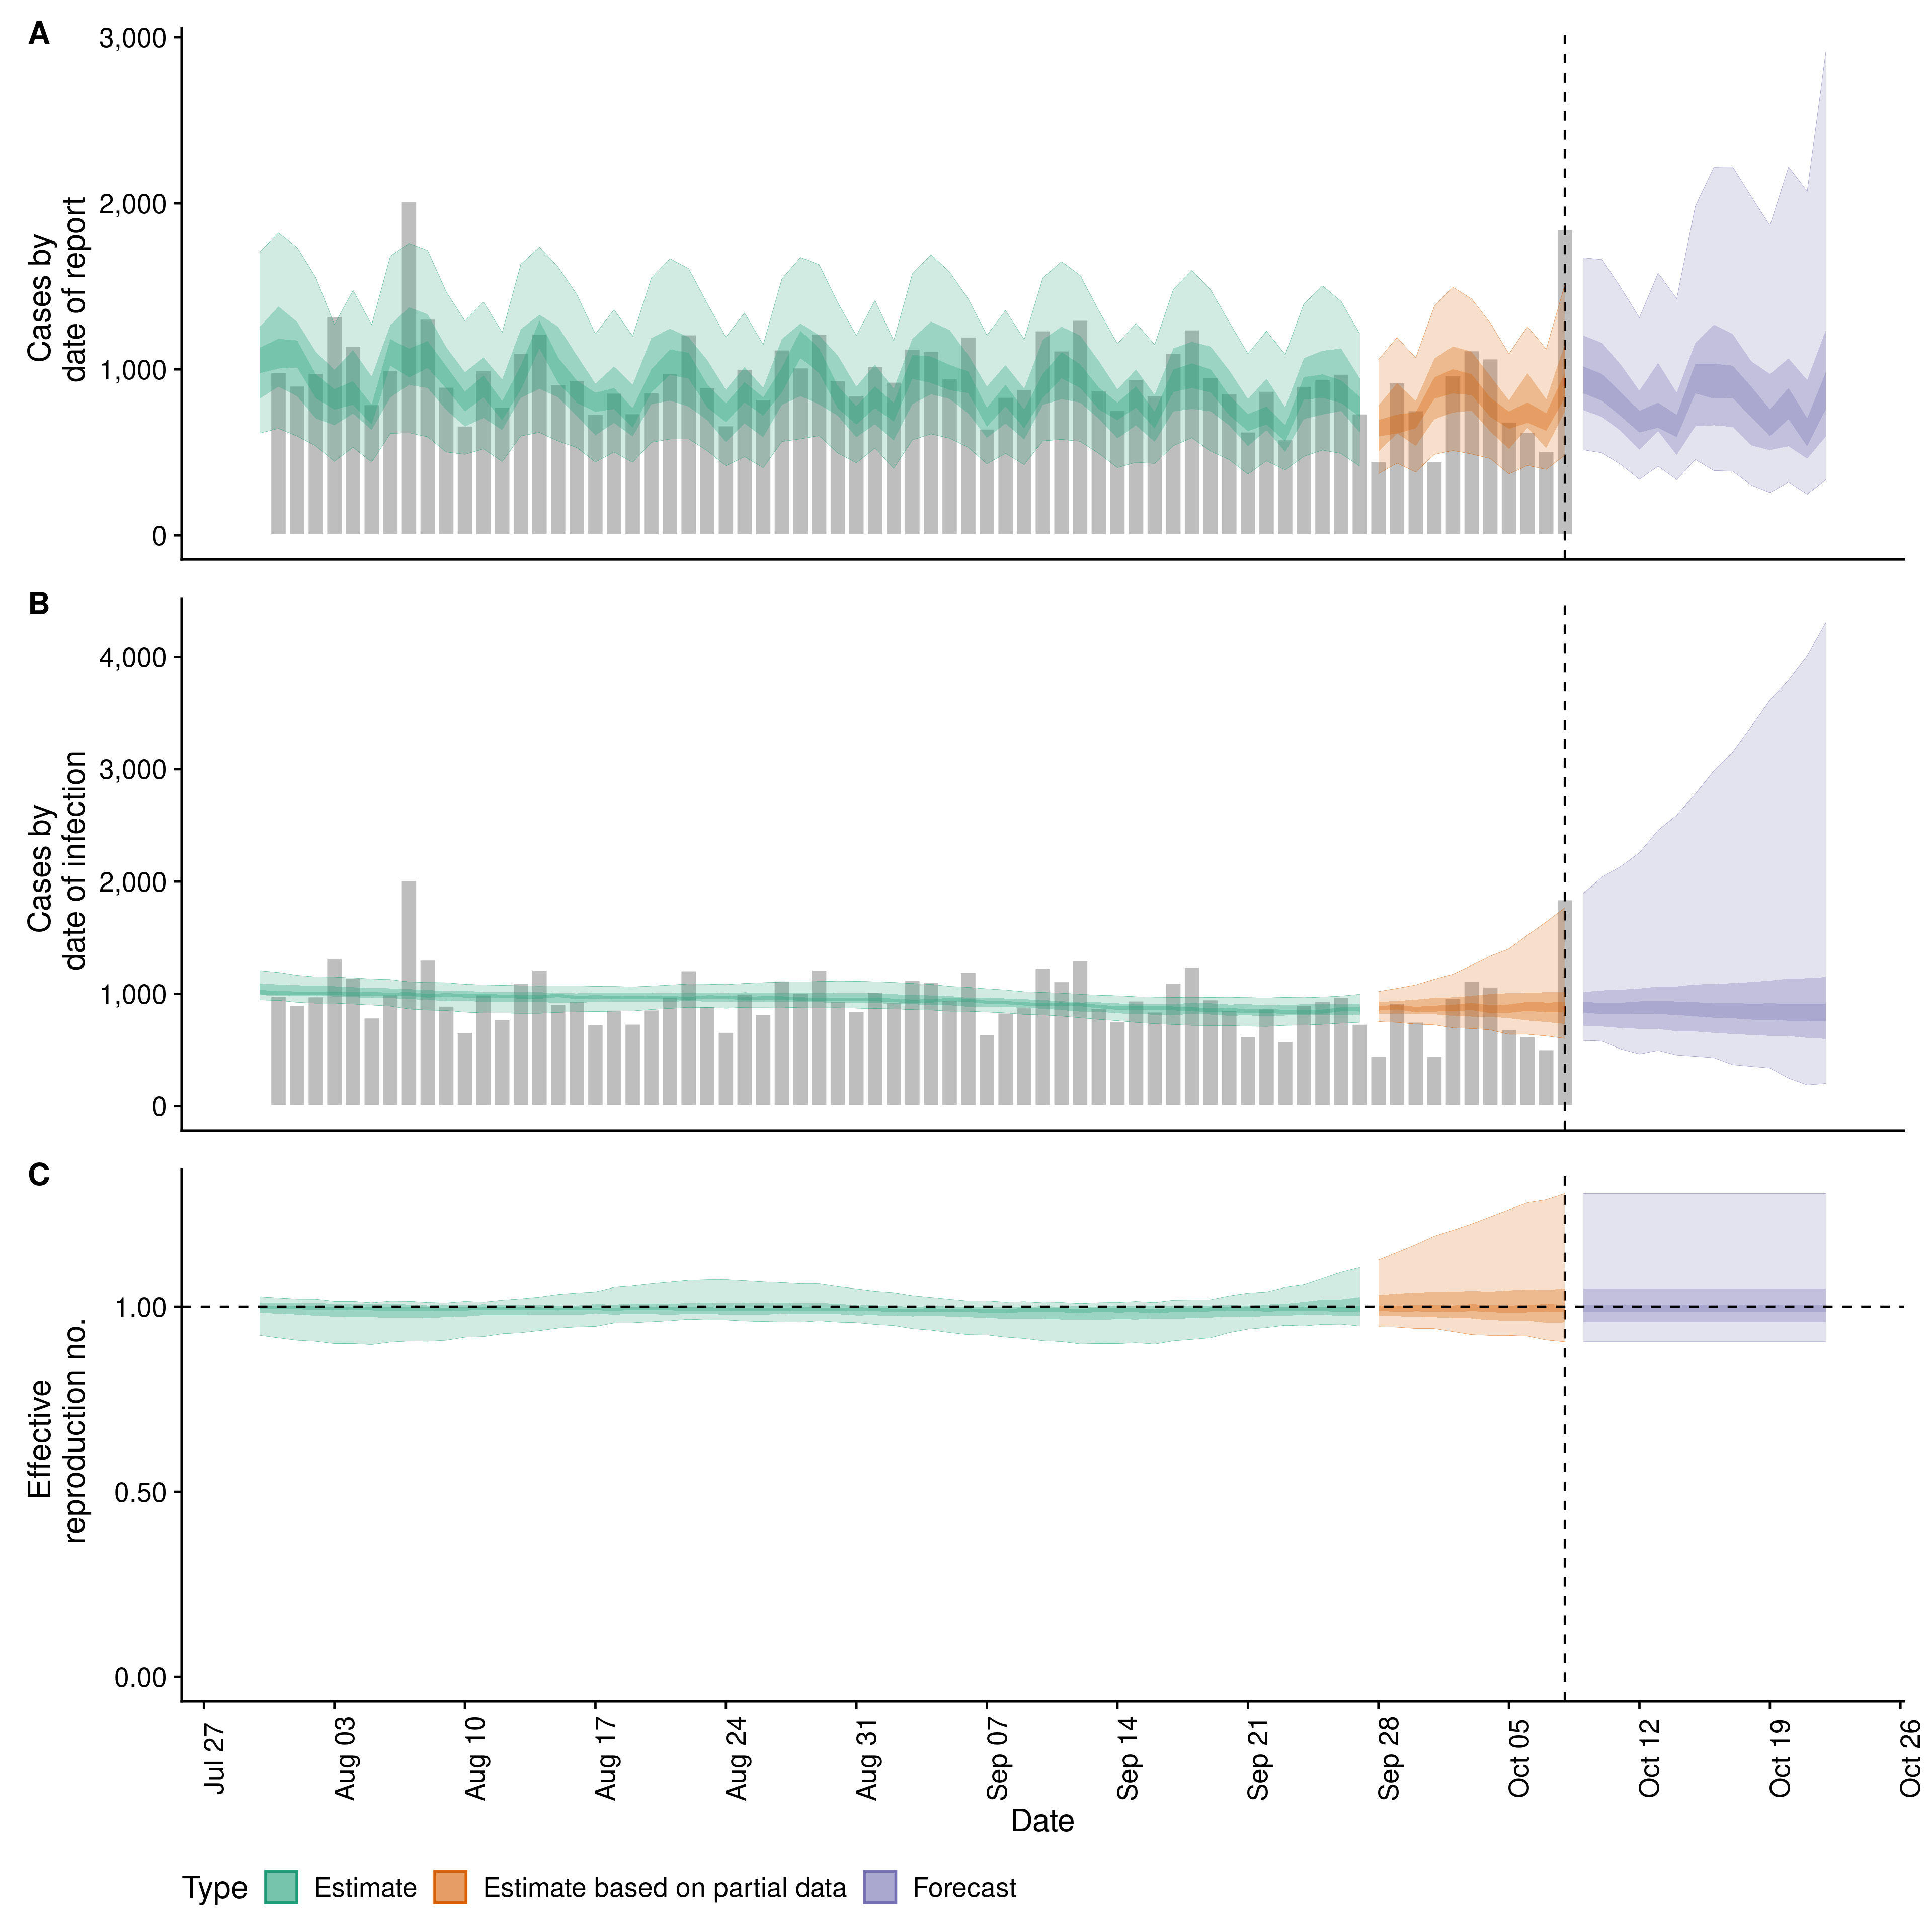 A
3,000
2,000
1,000
0
Cases by
date of report
B
4,000
3,000
2,000
1,000
0
Cases by
date of infection
C
1.00
0.50
0.00
Effective
reproduction no.
Jul 27
Aug 03
Aug 10
Aug 17
Aug 24
Aug 31
Sep 07
Sep 14
Sep 21
Sep 28
Oct 05
Oct 12
Oct 19
Oct 26
Date
Type Estimate Estimate based on partial data Forecast